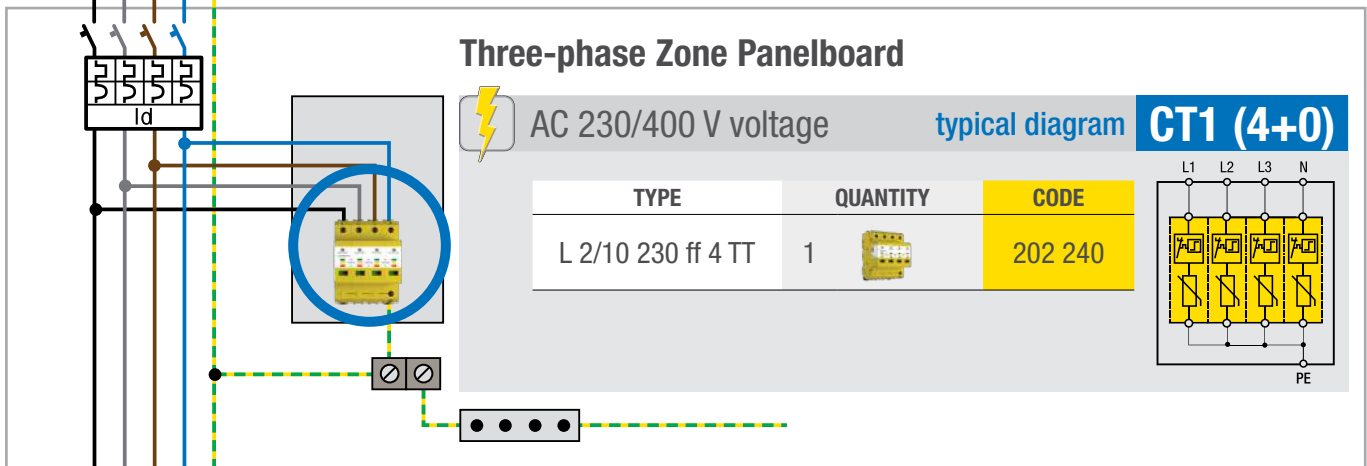 Three-phase Zone Panelboard
Id
AC 230/400 V voltage typical diagram CT1 (4+0)
L1 L2 L3 N
TYPE QUANTITY CODE
L 2/10 230 ff 4 TT 1 202 240
PE